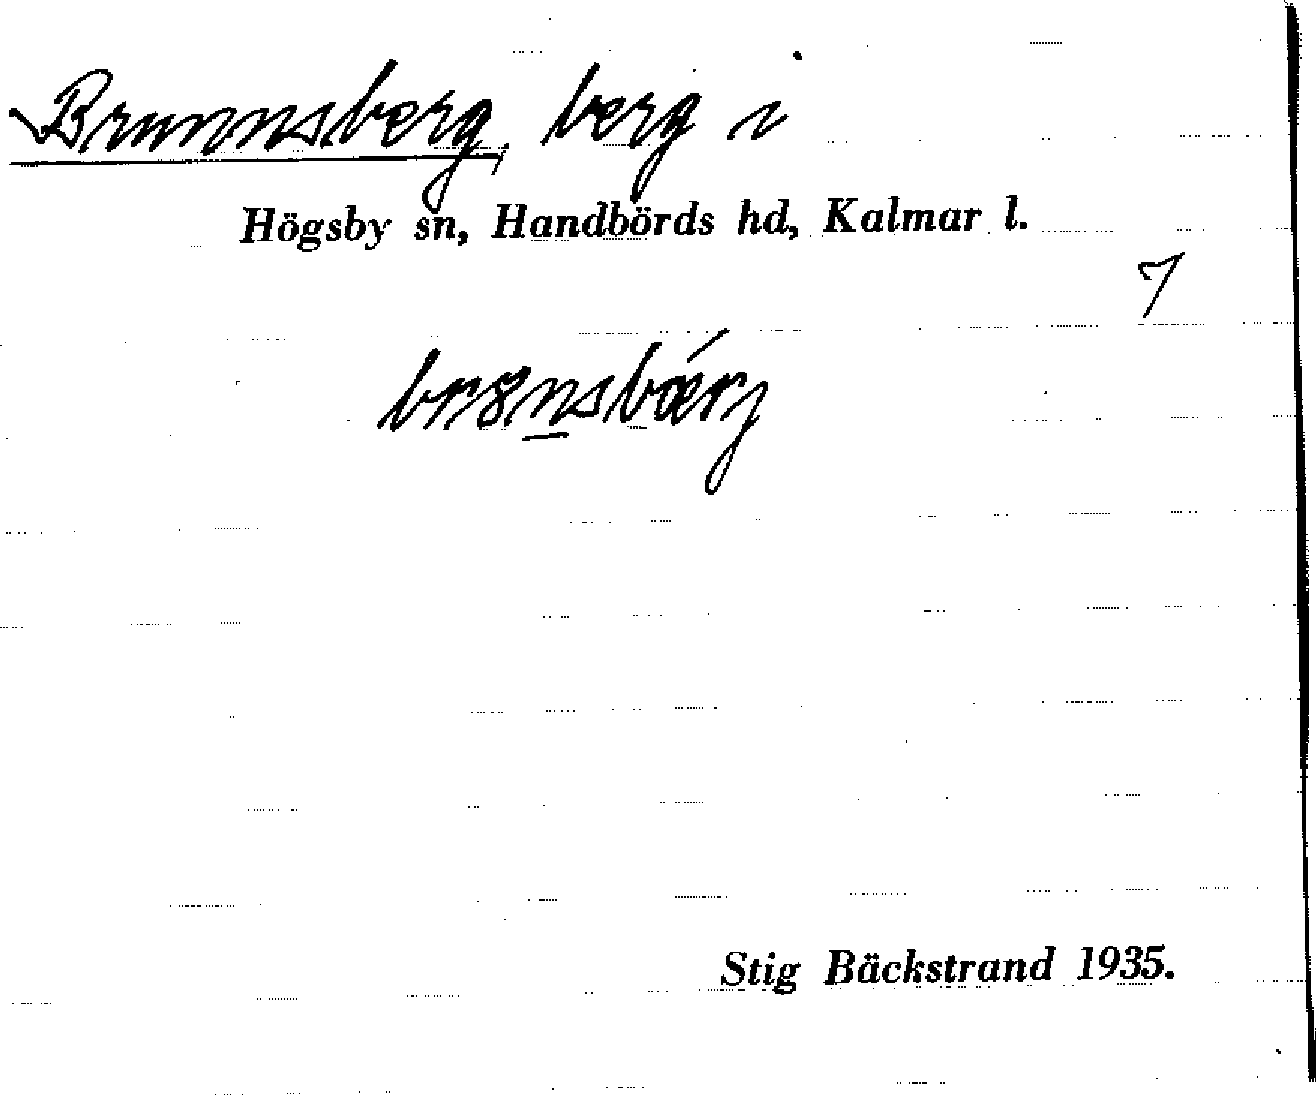 Brunnsberg, berg i
Högsby sn, Handbörds hd, Kalmar l.
7
Stig Bäckstrand 1935.